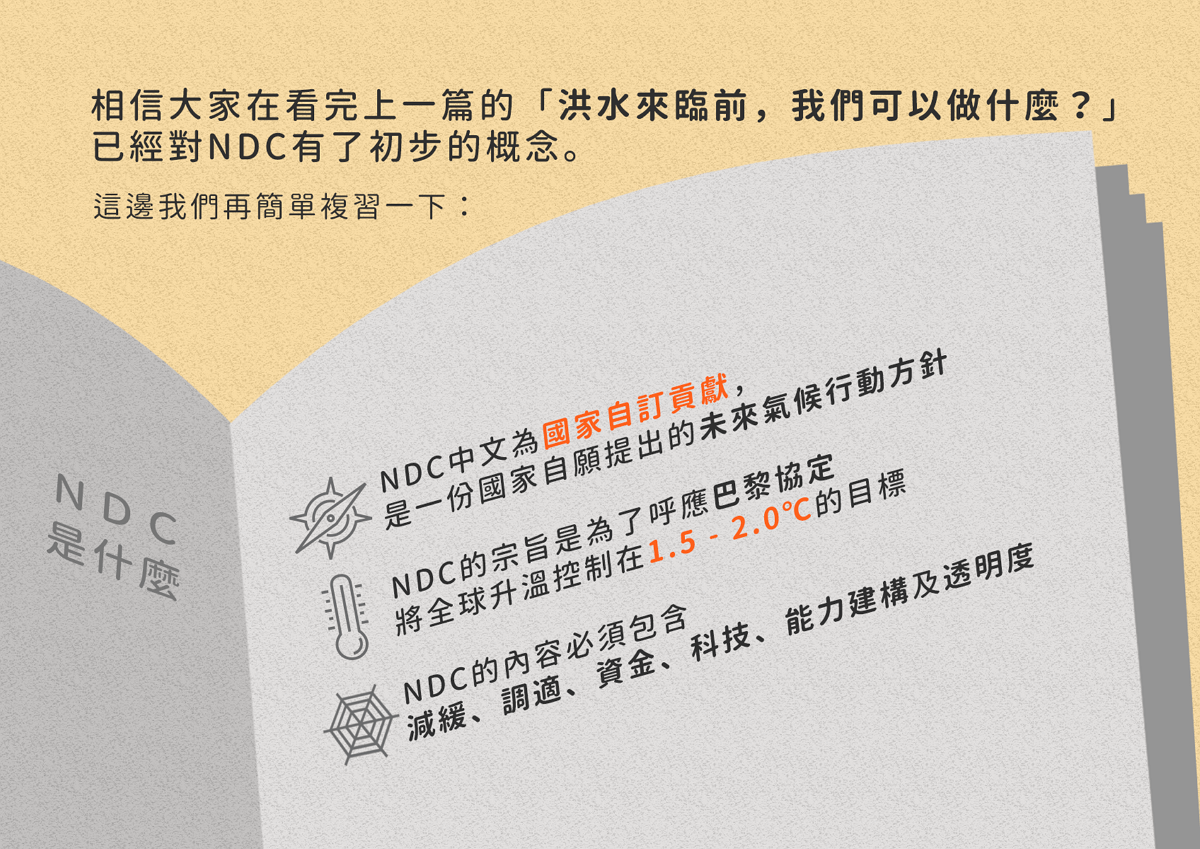 相信大家在看完上一篇的「洪水來臨前，我們可以做什麼？」
已經對NDC有了初步的概念。
這邊我們再簡單複習一下：
NDC
是什麼
NDC中文為國家自訂貢獻，
是一份國家自願提出的未來氣候行動方針
NDC的宗旨是為了呼應巴黎協定
將全球升溫控制在1.5 - 2.0℃的目標
NDC的內容必須包含
減緩、調適、資金、科技、能力建構及透明度